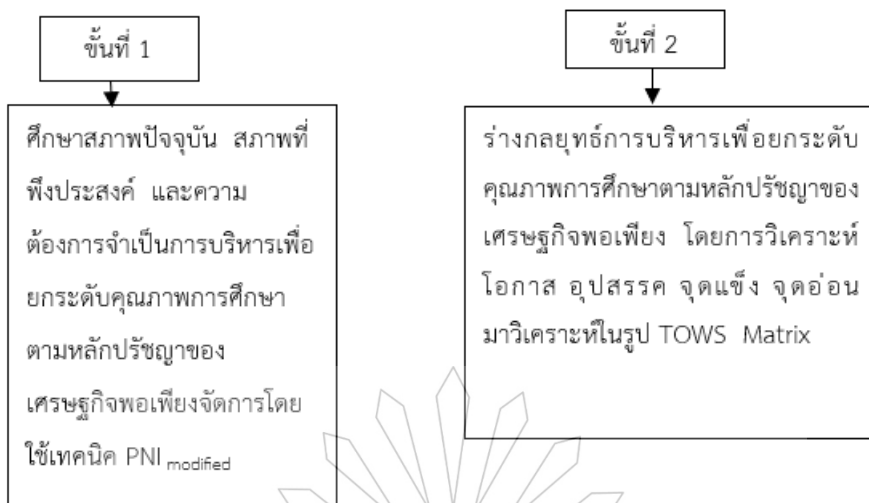 ขั้นที่ 1
ศึกษาสภาพปัจจุบัน สภาพที่
พึงประสงค์ และความ
ต้องการจำเป็นการบริหารเพื่อ
ยกระดับคุณภาพการศึกษา
ตามหลักปรัชญาของ
เศรษฐกิจพอเพียงจัดการโดย
ใช้เทคนิค PNI modified
ขั้นที่ 2
ร่างกลยุทธ์การบริหารเพื่อยกระดับ
คุณภาพการศึกษาตามหลักปรัชญาของ
เศรษฐกิจพอเพียง โดยการวิเคราะห์
โอกาส อุปสรรค จุดแข็ง จุดอ่อน
มาวิเคราะห์ในรูป TOWS Matrix